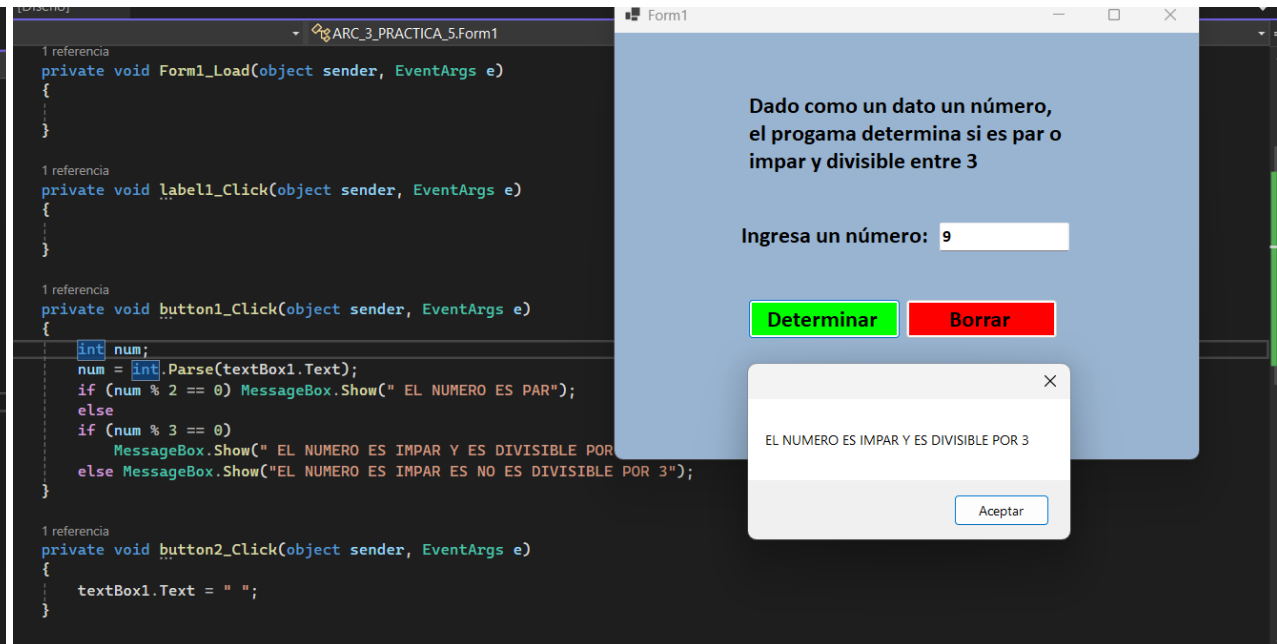 [Diseño]
ARC_3_PRACTICA_5.Form1
1 referencia
private void Form1_Load(object sender, EventArgs e)
{
}
1 referencia
private void label1_Click(object sender, EventArgs e)
{
}
1 referencia
private void button1_Click(object sender, EventArgs e)
{
int num;
num = int.Parse(textBox1.Text);
if (num % 2 == 0) MessageBox.Show(" EL NUMERO ES PAR");
else
if (num % 3 == 0)
MessageBox.Show(" EL NUMERO ES IMPAR Y ES DIVISIBLE POR
else MessageBox.Show("EL NUMERO ES IMPAR ES NO ES DIVISIBLE POR 3");
}
1 referencia
private void button2_Click(object sender, EventArgs e)
{
textBox1.Text = " ";
}
Form1
Dado como un dato un número,
el progama determina si es par o
impar y divisible entre 3
Ingresa un número: 9
Determinar Borrar
EL NUMERO ES IMPAR Y ES DIVISIBLE POR 3
Aceptar